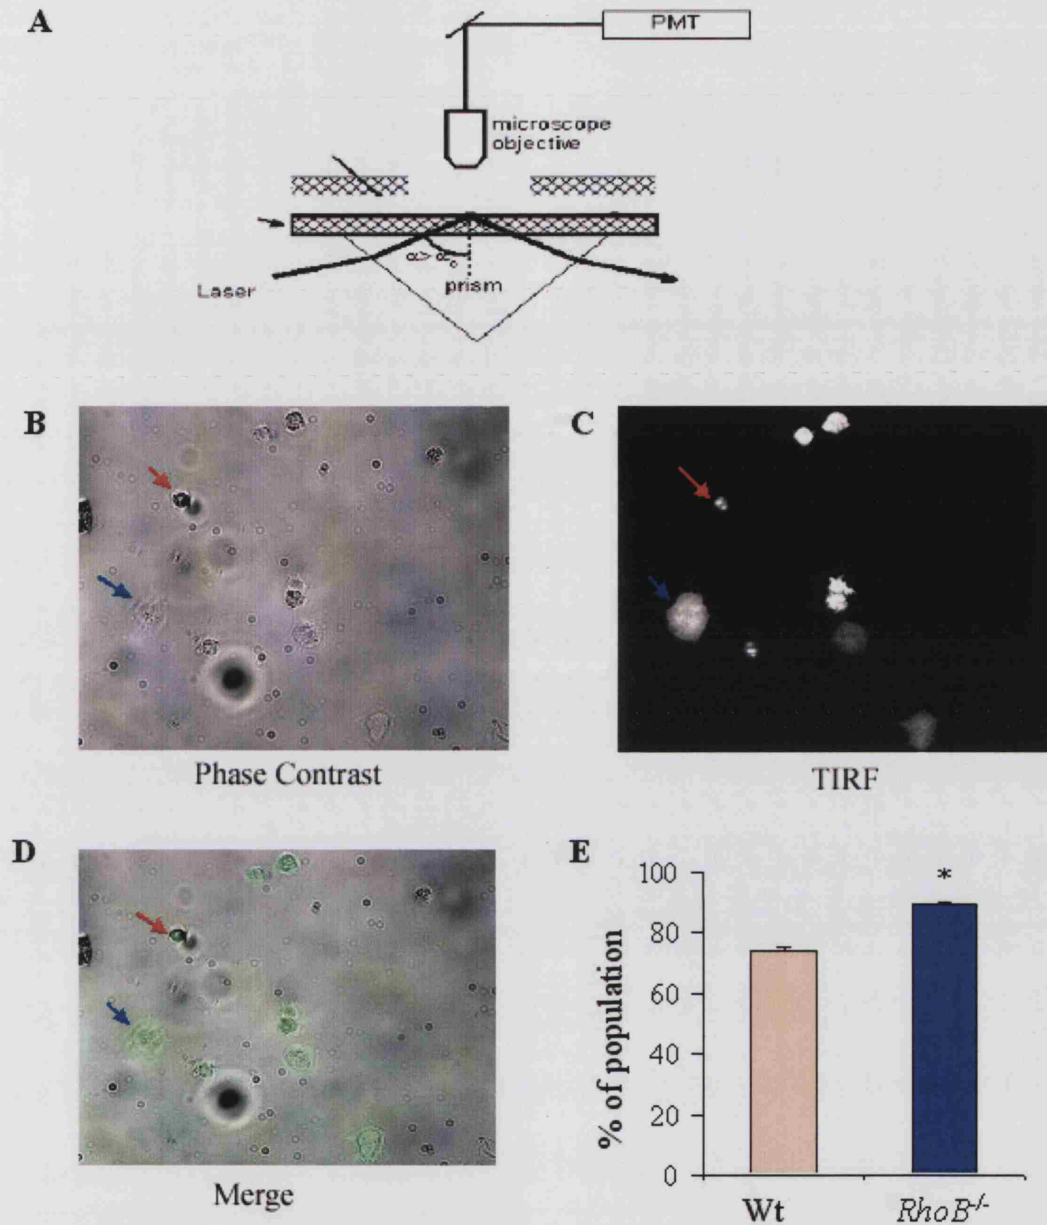 A
PMT
microscope
objective
α > α c
Laser
prism
B
C
Phase Contrast
TIRF
D
E
Merge
% of population
100
80
60
40
20
0
*
Wt
RhoB-/-